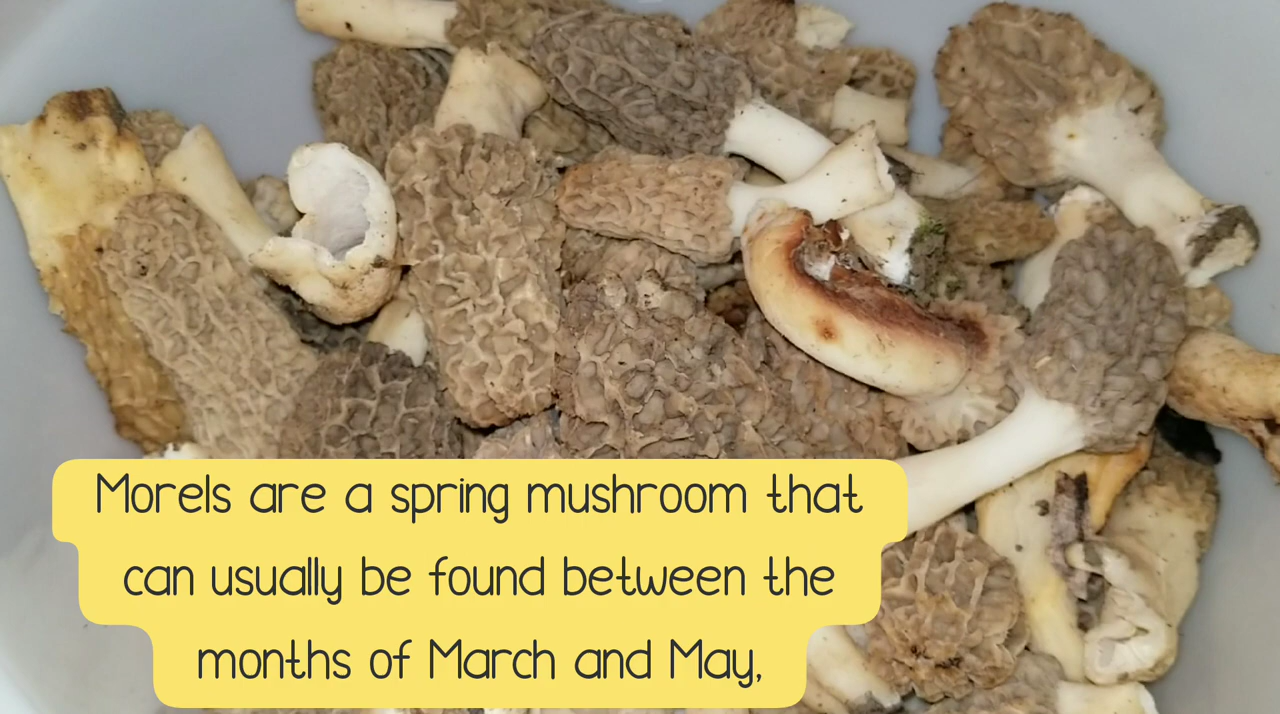 Morels are a spring mushroom that
can usually be found between the
months of March and May,